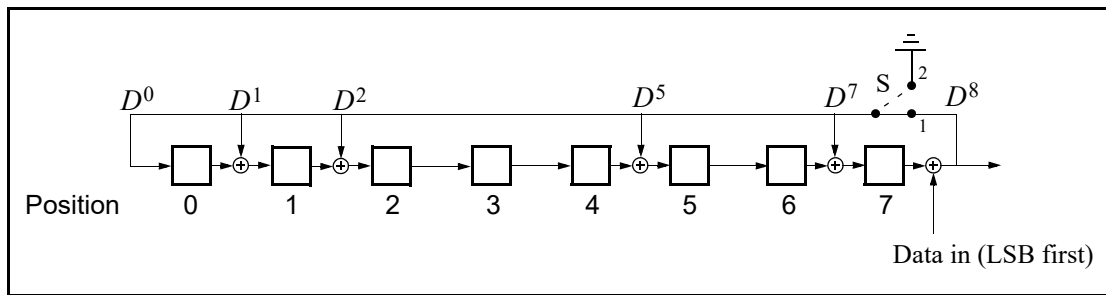 2
S
D⁰ D¹ D² D⁵ D⁷ D⁸
1
Position 0 1 2 3 4 5 6 7
Data in (LSB first)